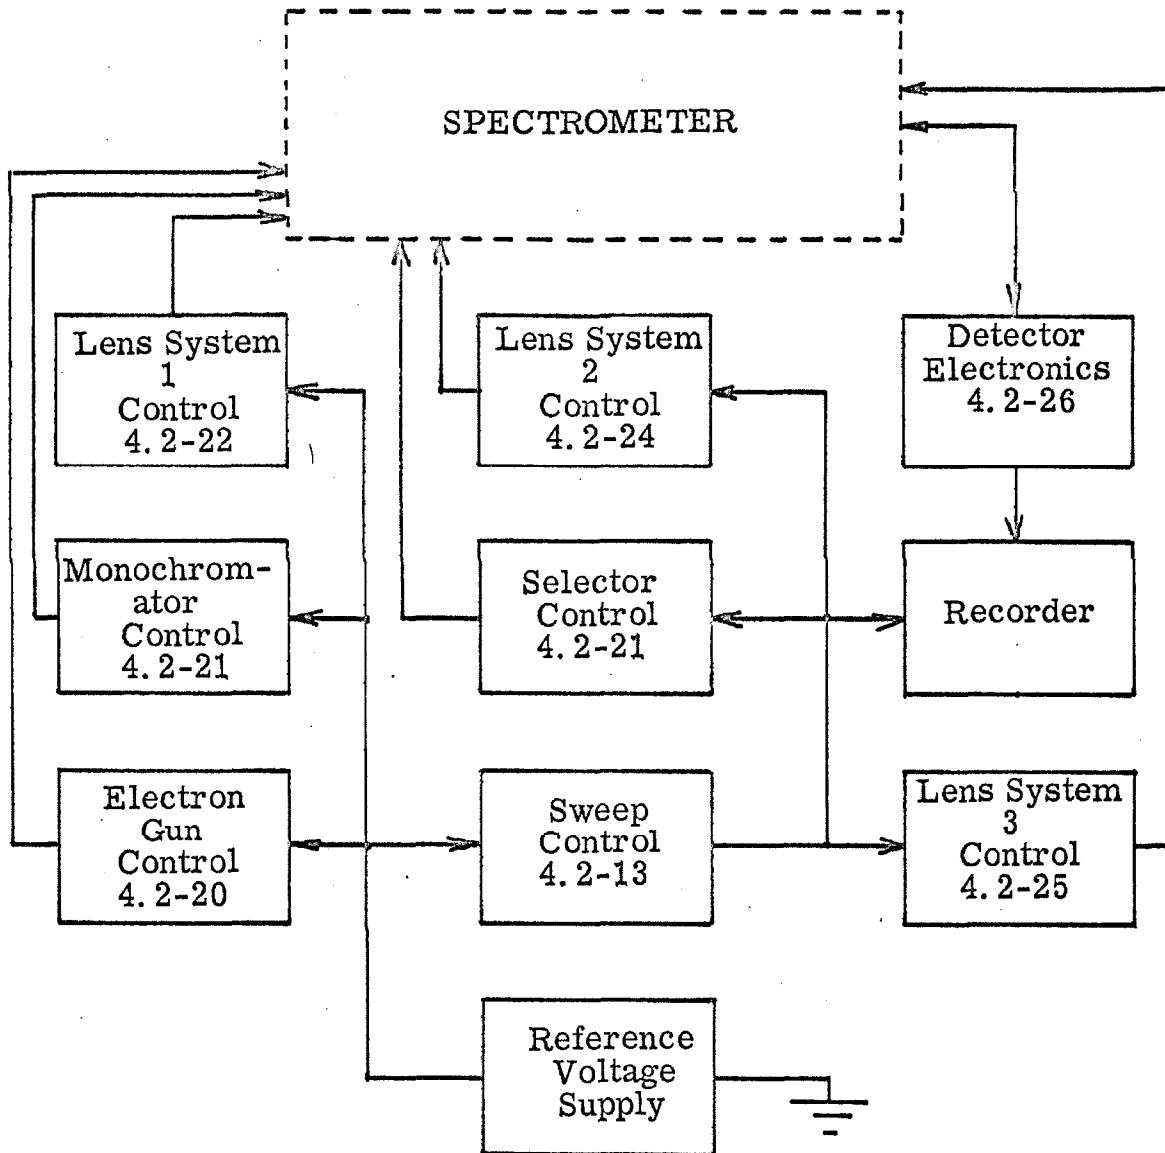 SPECTROMETER
Lens System
1
Control
4.2-22
Lens System
2
Control
4.2-24
Detector
Electronics
4.2-26
Monochrom-
ator
Control
4.2-21
Selector
Control
4.2-21
Recorder
Electron
Gun
Control
4.2-20
Sweep
Control
4.2-13
Lens System
3
Control
4.2-25
Reference
Voltage
Supply